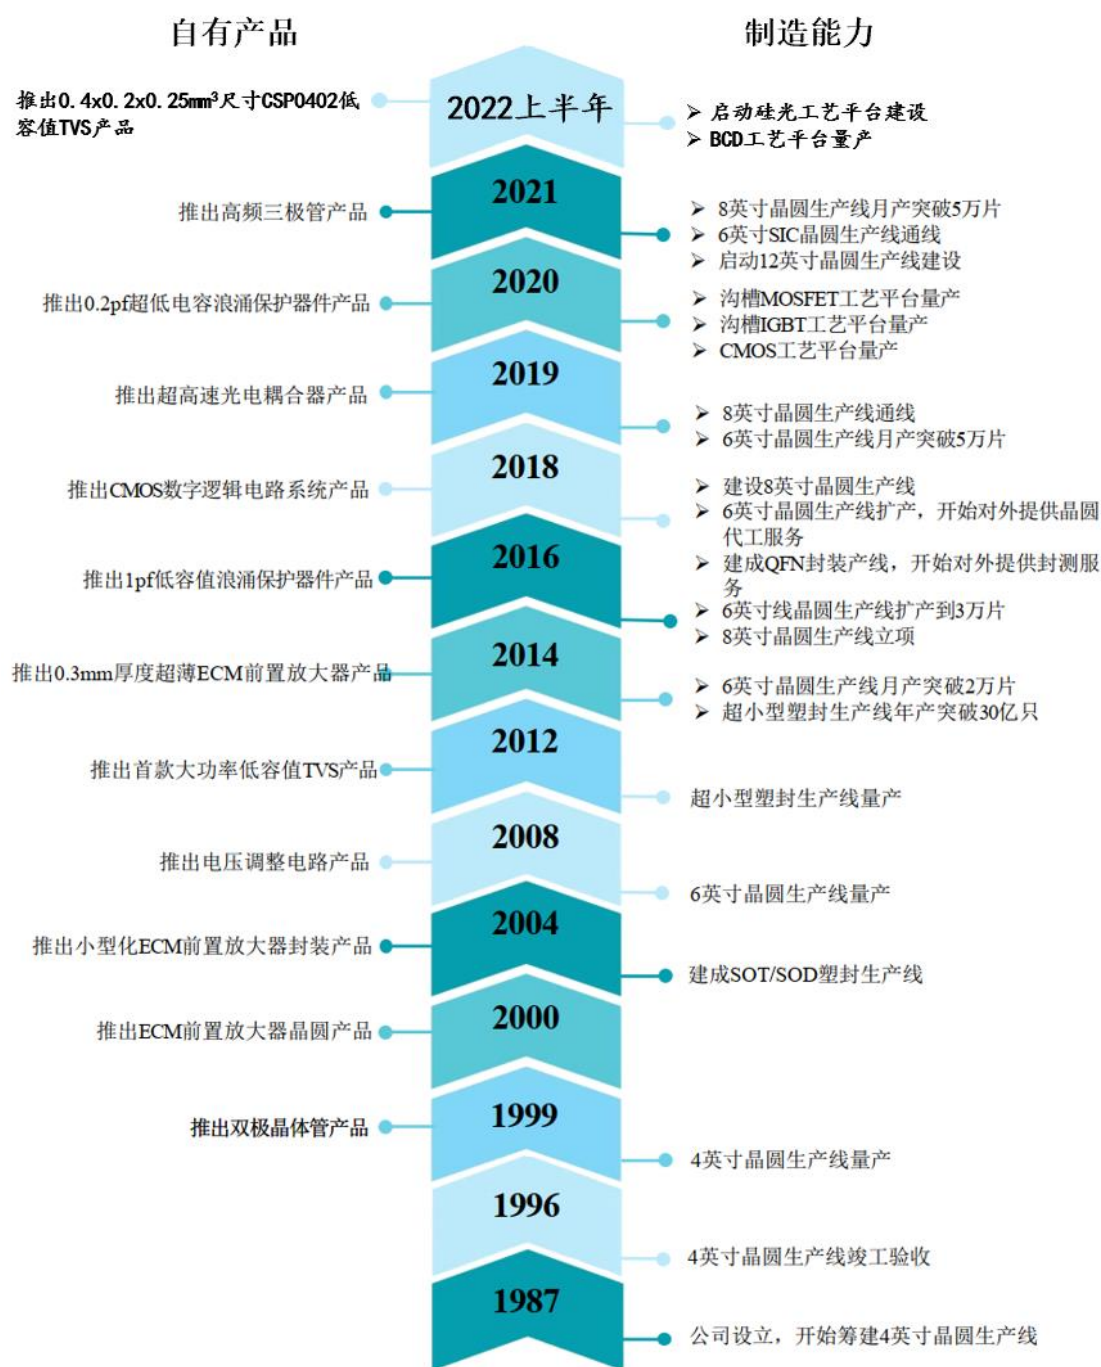 自有产品
制造能力
2022上半年
推出0.4x0.2x0.25mm³尺寸CSP0402低
容值TVS产品
➢ 启动硅光工艺平台建设
➢ BCD工艺平台量产
2021
推出高频三极管产品
➢ 8英寸晶圆生产线月产突破5万片
➢ 6英寸SIC晶圆生产线通线
➢ 启动12英寸晶圆生产线建设
2020
推出0.2pf超低电容浪涌保护器件产品
➢ 沟槽MOSFET工艺平台量产
➢ 沟槽IGBT工艺平台量产
➢ CMOS工艺平台量产
2019
推出超高速光电耦合器产品
➢ 8英寸晶圆生产线通线
➢ 6英寸晶圆生产线月产突破5万片
2018
推出CMOS数字逻辑电路系统产品
➢ 建设8英寸晶圆生产线
➢ 6英寸晶圆生产线扩产，开始对外提供晶圆
代工服务
➢ 建成QFN封装产线，开始对外提供封测服
务
2016
推出1pf低容值浪涌保护器件产品
➢ 6英寸线晶圆生产线扩产到3万片
➢ 8英寸晶圆生产线立项
2014
推出0.3mm厚度超薄ECM前置放大器产品
➢ 6英寸晶圆生产线月产突破2万片
➢ 超小型塑封生产线年产突破30亿只
2012
推出首款大功率低容值TVS产品
超小型塑封生产线量产
2008
推出电压调整电路产品
6英寸晶圆生产线量产
2004
推出小型化ECM前置放大器封装产品
建成SOT/SOD塑封生产线
2000
推出ECM前置放大器晶圆产品
1999
推出双极晶体管产品
4英寸晶圆生产线量产
1996
4英寸晶圆生产线竣工验收
1987
公司设立，开始筹建4英寸晶圆生产线